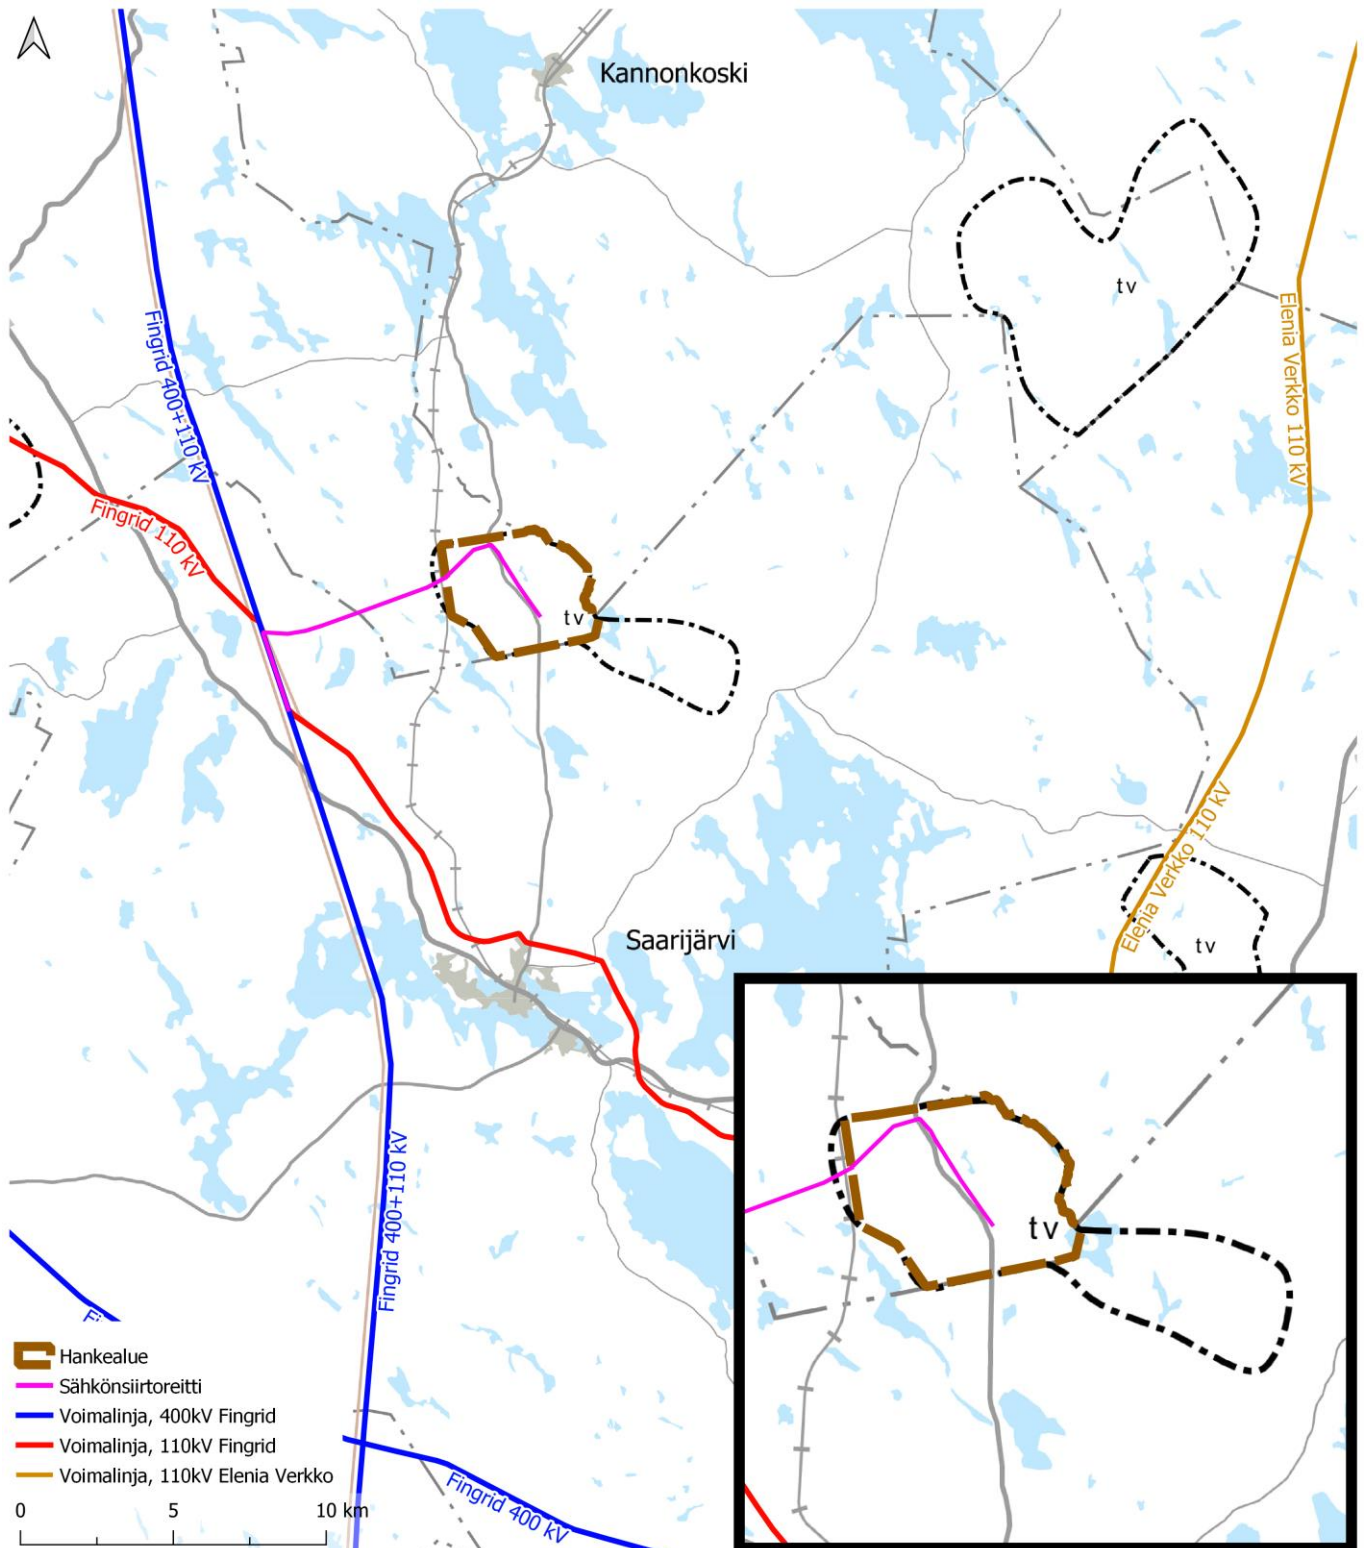 Kannonkoski
tv
Elenia Verkko 110 kV
Fingrid 400+110 kV
Fingrid 110 kV
tv
Elenia Verkko 110 kV
Saarijärvi
tv
tv
Fingrid 400+110 kV
Hankealue
Sähkönsiirtoreitti
Voimalinja, 400kV Fingrid
Voimalinja, 110kV Fingrid
Voimalinja, 110kV Elenia Verkko
Fingrid 400 kV
0 5 10 km